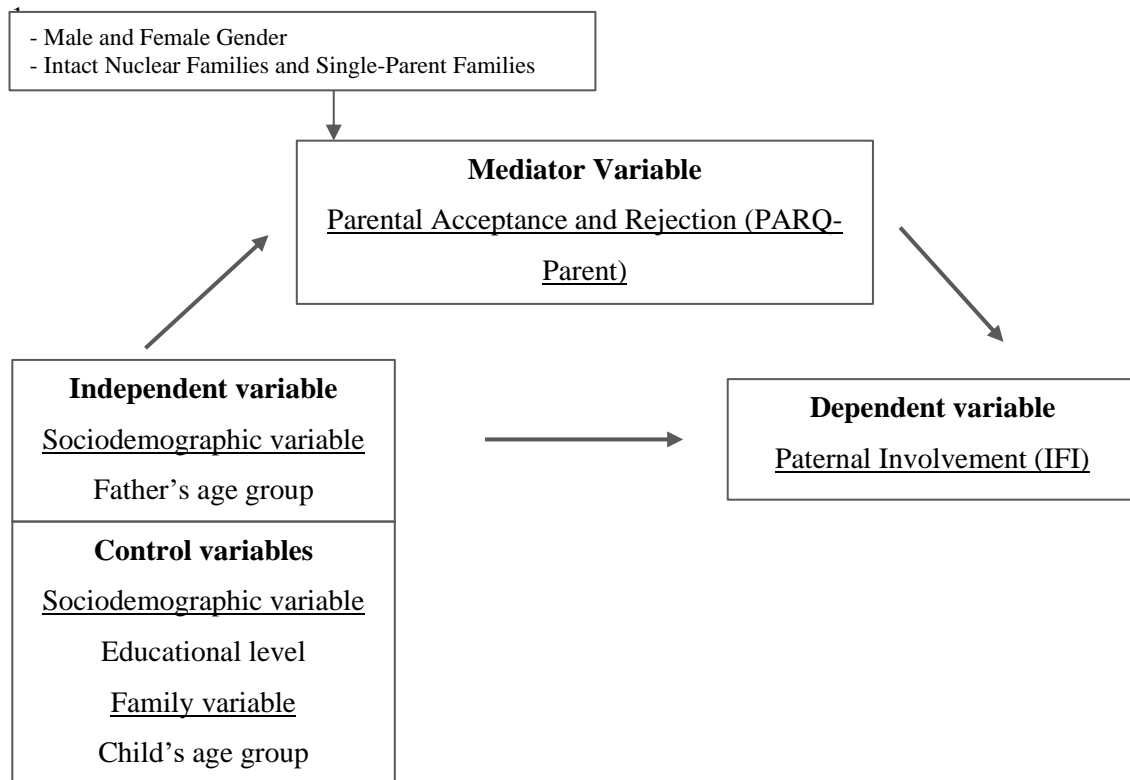 - Male and Female Gender
- Intact Nuclear Families and Single-Parent Families
Mediator Variable
Parental Acceptance and Rejection (PARQ-
Parent)
Independent variable
Sociodemographic variable
Father’s age group
Dependent variable
Paternal Involvement (IFI)
Control variables
Sociodemographic variable
Educational level
Family variable
Child’s age group